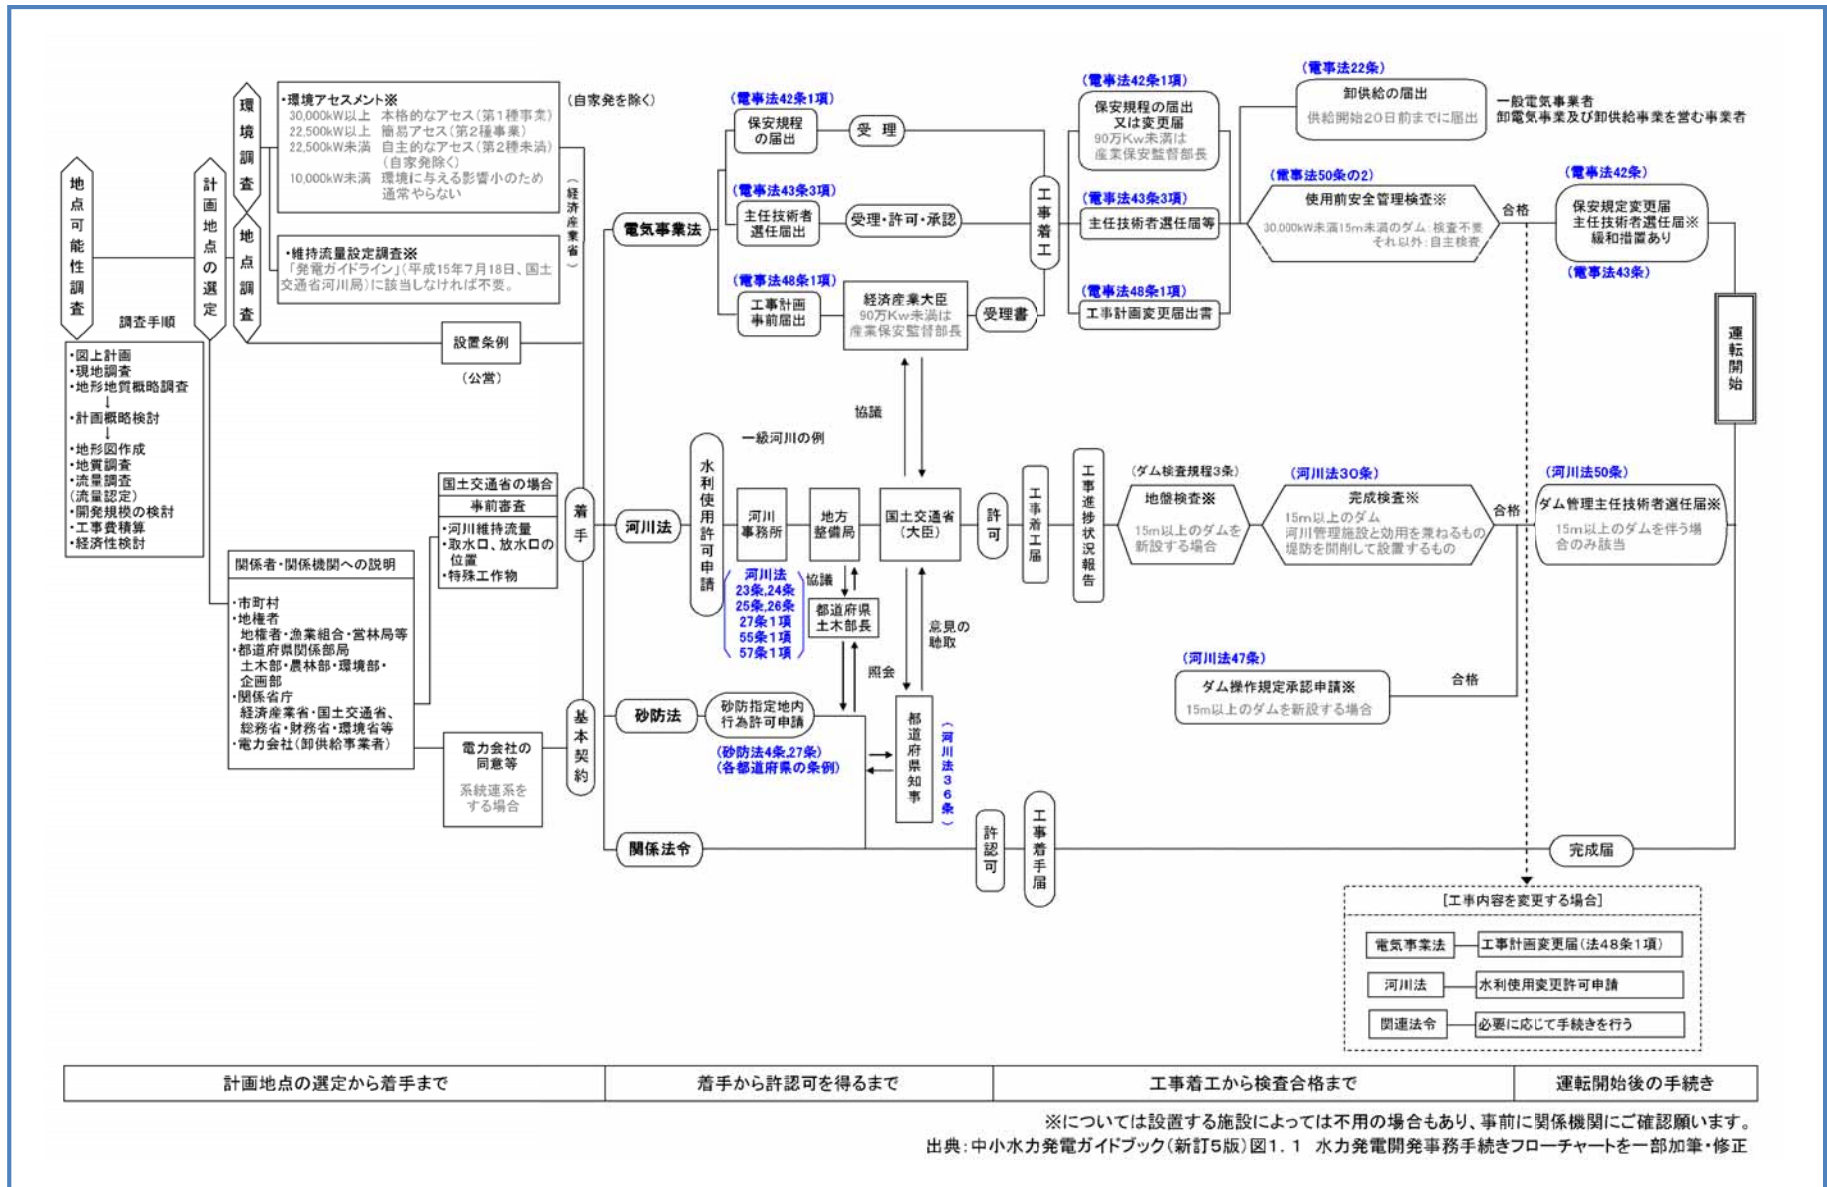 地点可能性調査
調査手順
・図上計画
・現地調査
・地形地質概略調査
↓
・計画概略検討
↓
・地形図作成
・地質調査
・流量調査
(流量認定)
・開発規模の検討
・工事費積算
・経済性検討
計画地点の選定
環境調査
地点調査
・環境アセスメント※
30,000kW以上 本格的なアセス(第1種事業)
22,500kW以上 簡易アセス(第2種事業)
22,500kW未満 自主的なアセス(第2種未満)
(自家発除く)
10,000kW未満 環境に与える影響小のため
通常やらない
(自家発を除く)
(経済産業省)
・維持流量設定調査※
「発電ガイドライン」(平成15年7月18日、国土
交通省河川局)に該当しなければ不要。
設置条例
(公営)
関係者・関係機関への説明
・市町村
・地権者
地権者・漁業組合・営林局等
・都道府県関係部局
土木部・農林部・環境部・
企画部
・関係省庁
経済産業省・国土交通省、
総務省・財務省・環境省等
・電力会社(卸供給事業者)
国土交通省の場合
事前審査
・河川維持流量
・取水口、放水口の
位置
・特殊工作物
電力会社の
同意等
系統連系を
する場合
着手
基本契約
電気事業法
(電事法42条1項)
保安規程
の届出
受 理
(電事法43条3項)
主任技術者
選任届出
受理・許可・承認
(電事法48条1項)
工事計画
事前届出
経済産業大臣
90万Kw未満は
産業保安監督部長
受理書
工事着工
(電事法42条1項)
保安規程の届出
又は変更届
90万Kw未満は
産業保安監督部長
(電事法43条3項)
主任技術者選任届等
(電事法48条1項)
工事計画変更届出書
(電事法22条)
卸供給の届出
供給開始20日前までに届出
一般電気事業者
卸電気事業及び卸供給事業を営む事業者
(電事法50条の2)
使用前安全管理検査※
30,000kW未満15m未満のダム:検査不要
それ以外:自主検査
合格
(電事法42条)
保安規定変更届
主任技術者選任届※
緩和措置あり
(電事法43条)
運転開始
協議
河川法
水利使用許可申請
一級河川の例
河川
事務所
地方
整備局
国土交通省
(大臣)
許可
工事着工届
工事進捗状況報告
(ダム検査規程3条)
地盤検査※
15m以上のダムを
新設する場合
(河川法30条)
完成検査※
15m以上のダム
河川管理施設と効用を兼ねるもの
堤防を開削して設置するもの
合格
(河川法50条)
ダム管理主任技術者選任届※
15m以上のダムを伴う場
合のみ該当
河川法
23条,24条
25条,26条
27条1項
55条1項
57条1項
協議
都道府県
土木部長
意見の
聴取
照会
(河川法47条)
ダム操作規定承認申請※
15m以上のダムを新設する場合
合格
砂防法
砂防指定地内
行為許可申請
(砂防法4条,27条)
(各都道府県の条例)
都道府県知事
(河川法36条)
関係法令
許認可
工事着手届
完成届
[工事内容を変更する場合]
電気事業法
工事計画変更届(法48条1項)
河川法
水利使用変更許可申請
関連法令
必要に応じて手続きを行う
計画地点の選定から着手まで
着手から許認可を得るまで
工事着工から検査合格まで
運転開始後の手続き
※については設置する施設によっては不用の場合もあり、事前に関係機関にご確認願います。
出典:中小水力発電ガイドブック(新訂5版)図1.1 水力発電開発事務手続きフローチャートを一部加筆・修正